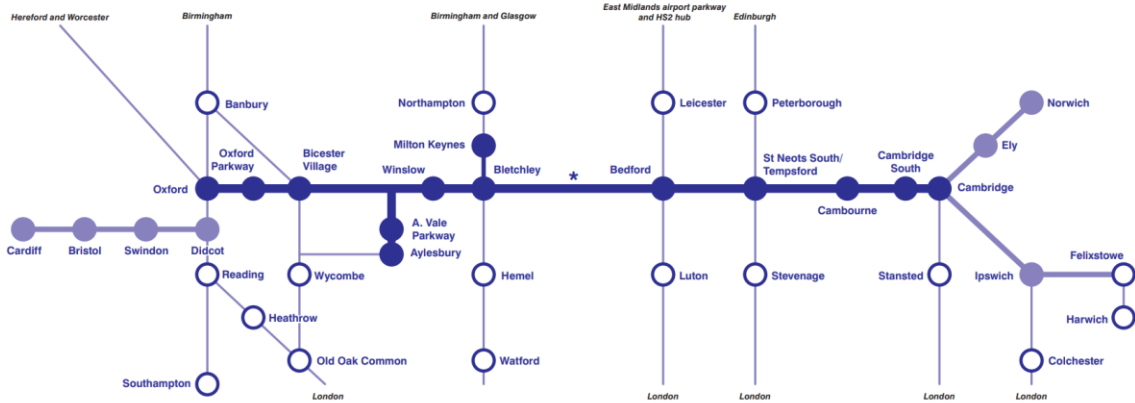 Hereford and Worcester
Birmingham
Birmingham and Glasgow
East Midlands airport parkway
and HS2 hub
Edinburgh
Banbury
Northampton
Leicester
Peterborough
Norwich
Milton Keynes
Ely
Oxford
Parkway
Bicester
Village
Winslow
Bletchley
*
Bedford
St Neots South/
Tempsford
Cambridge
South
Oxford
Cambridge
Cambourne
A. Vale
Parkway
Cardiff
Bristol
Swindon
Didcot
Aylesbury
Reading
Wycombe
Hemel
Luton
Stevenage
Stansted
Ipswich
Felixstowe
Heathrow
Harwich
Old Oak Common
Watford
Colchester
Southampton
London
London
London
London
London